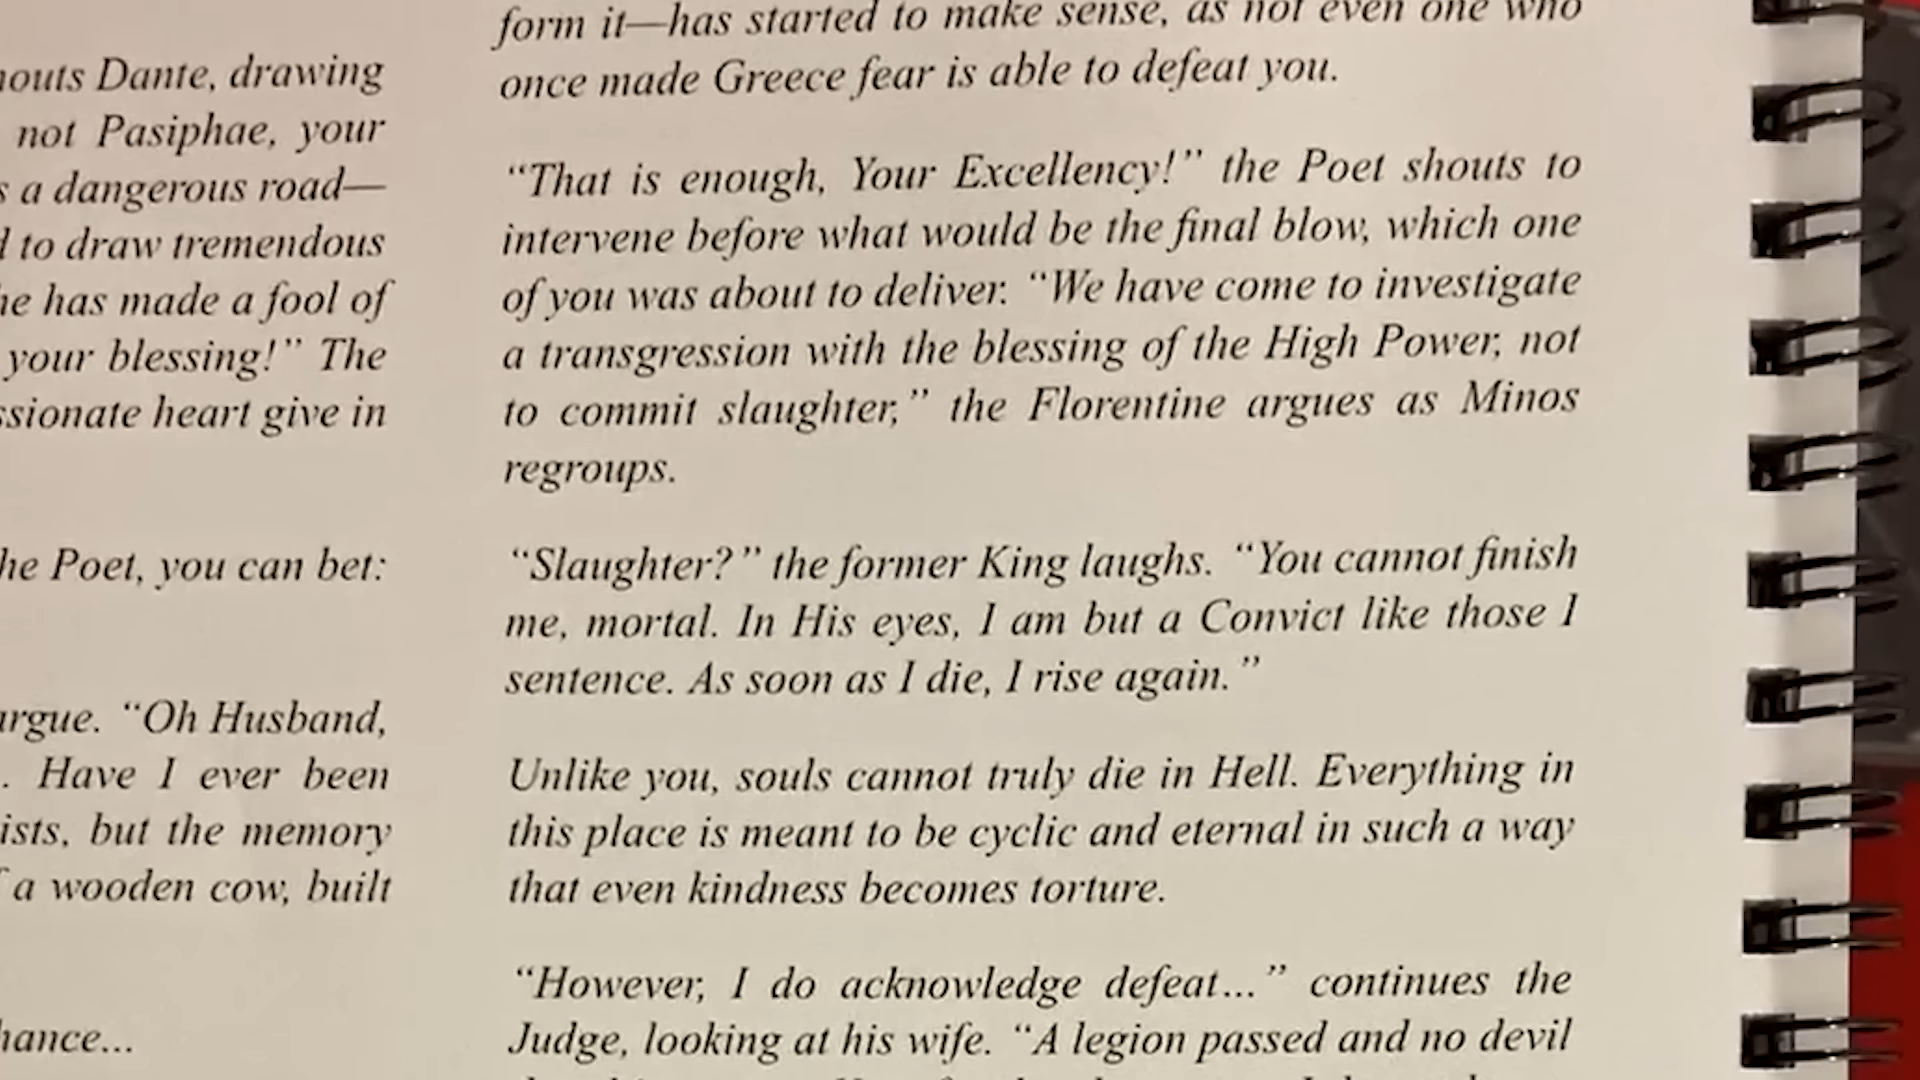 Dante, drawing
not Pasiphae, your
a dangerous road—
to draw tremendous
has made a fool of
your blessing!” The
heart give in
Poet, you can bet:
“Oh Husband,
. Have I ever been
but the memory
a wooden cow, built
form it—has started to make sense, as not even one who
once made Greece fear is able to defeat you.
“That is enough, Your Excellency!” the Poet shouts to
intervene before what would be the final blow, which one
of you was about to deliver. “We have come to investigate
a transgression with the blessing of the High Power, not
to commit slaughter,” the Florentine argues as Minos
regroups.
“Slaughter?” the former King laughs. “You cannot finish
me, mortal. In His eyes, I am but a Convict like those I
sentence. As soon as I die, I rise again.”
Unlike you, souls cannot truly die in Hell. Everything in
this place is meant to be cyclic and eternal in such a way
that even kindness becomes torture.
“However, I do acknowledge defeat...” continues the
Judge, looking at his wife. “A legion passed and no devil